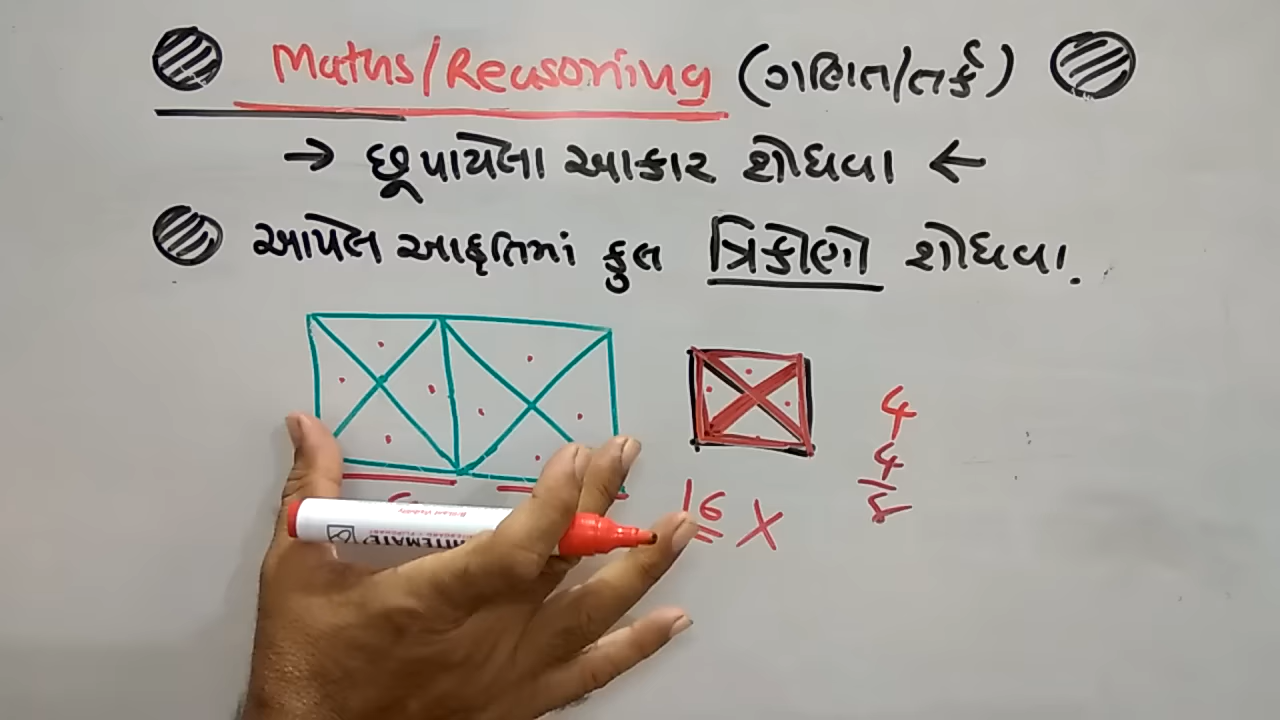 Maths/Reasoning (ગણિત/તર્ક)
→ છૂપાયેલા આકાર શોધવા ←
આપેલ આકૃતિમાં કુલ ત્રિકોણો શોધવા.
4
4
8
16 X